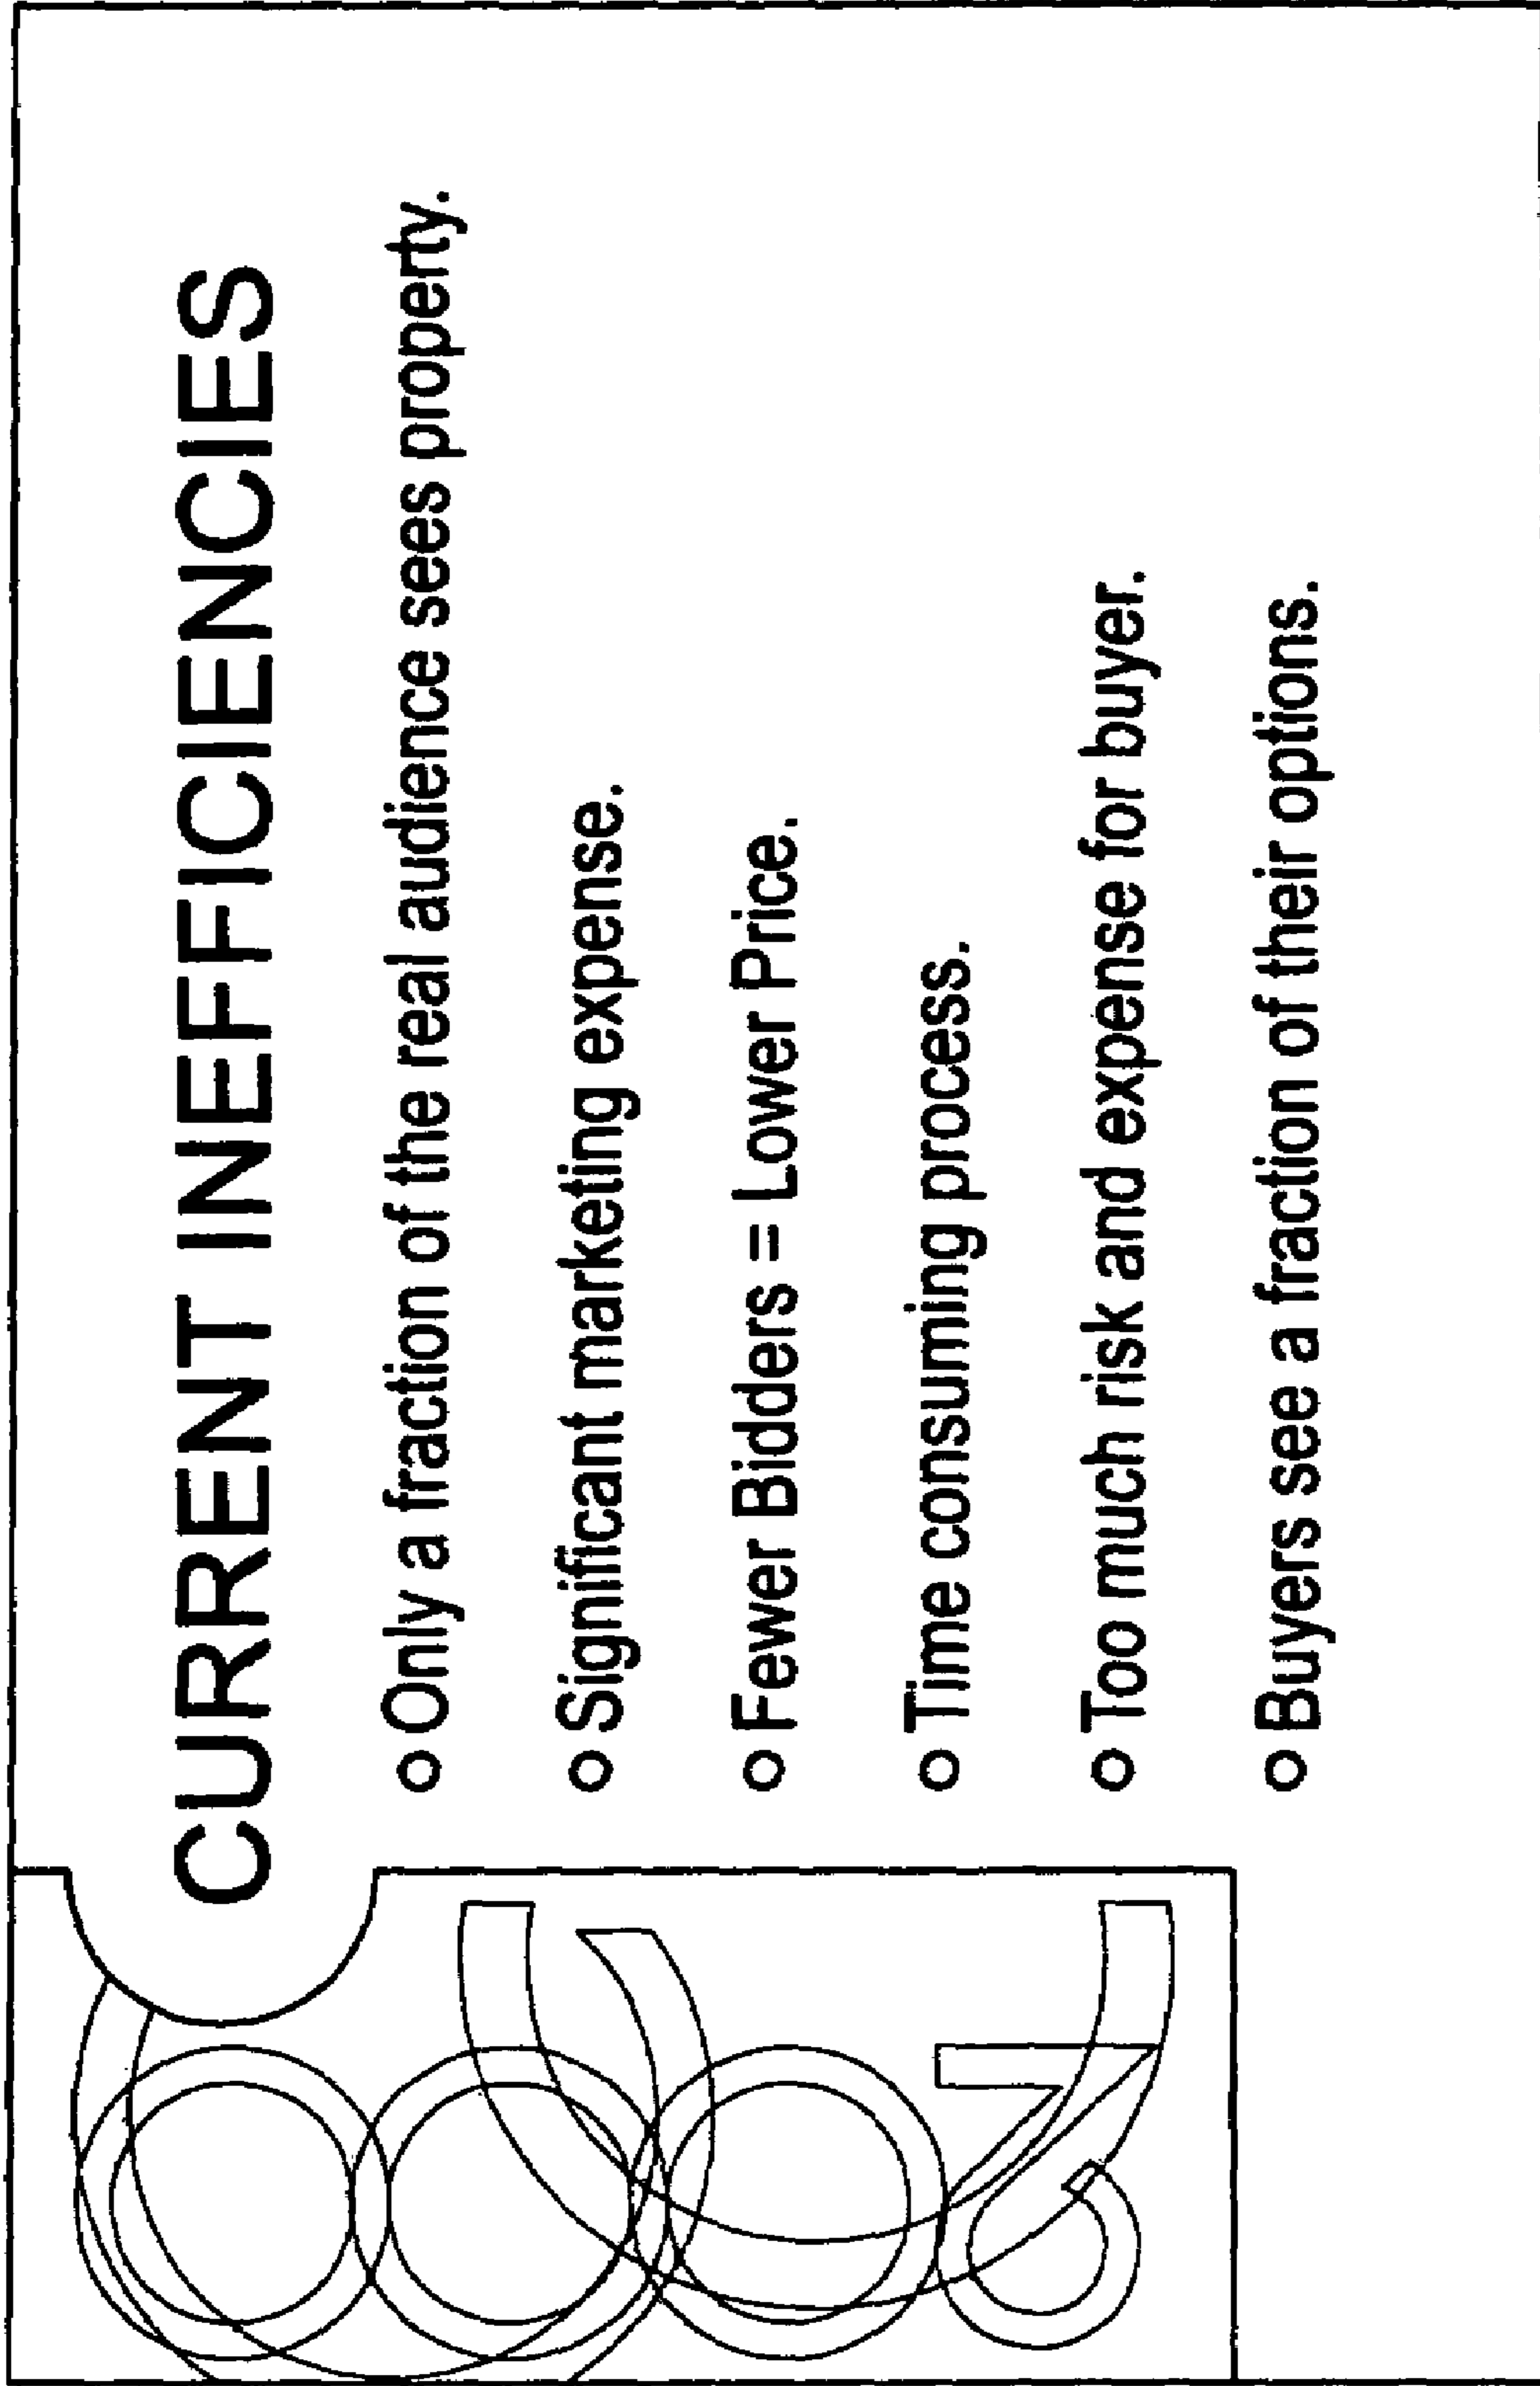 CURRENT INEFFICIENCIES
o Only a fraction of the real audience sees property.
o Significant marketing expense.
o Fewer Bidders = Lower Price.
o Time consuming process.
o Too much risk and expense for buyer.
o Buyers see a fraction of their options.